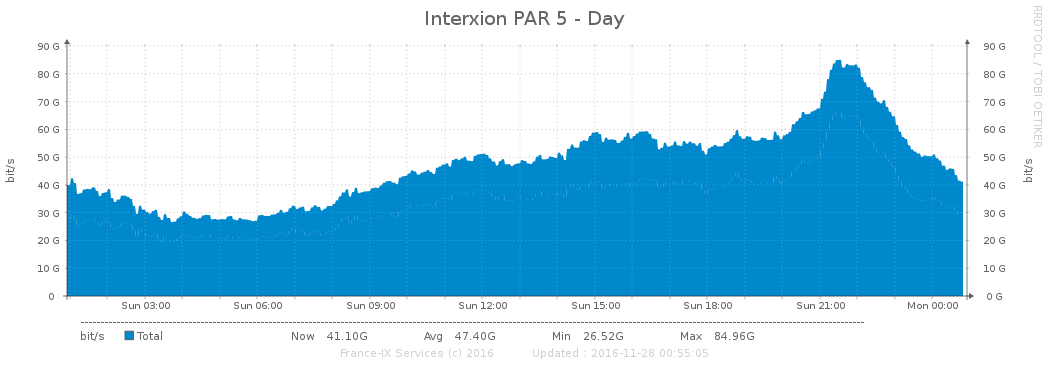 Interxion PAR 5 - Day
RRDTOOL / TOBI OETIKER
bit/s
bit/s
90 G 90 G
80 G 80 G
70 G 70 G
60 G 60 G
50 G 50 G
40 G 40 G
30 G 30 G
20 G 20 G
10 G 10 G
0 0 G
Sun 03:00 Sun 06:00 Sun 09:00 Sun 12:00 Sun 15:00 Sun 18:00 Sun 21:00 Mon 00:00
bit/s Total Now 41.10G Avg 47.40G Min 26.52G Max 84.96G
France-IX Services (c) 2016 Updated : 2016-11-28 00:55:05